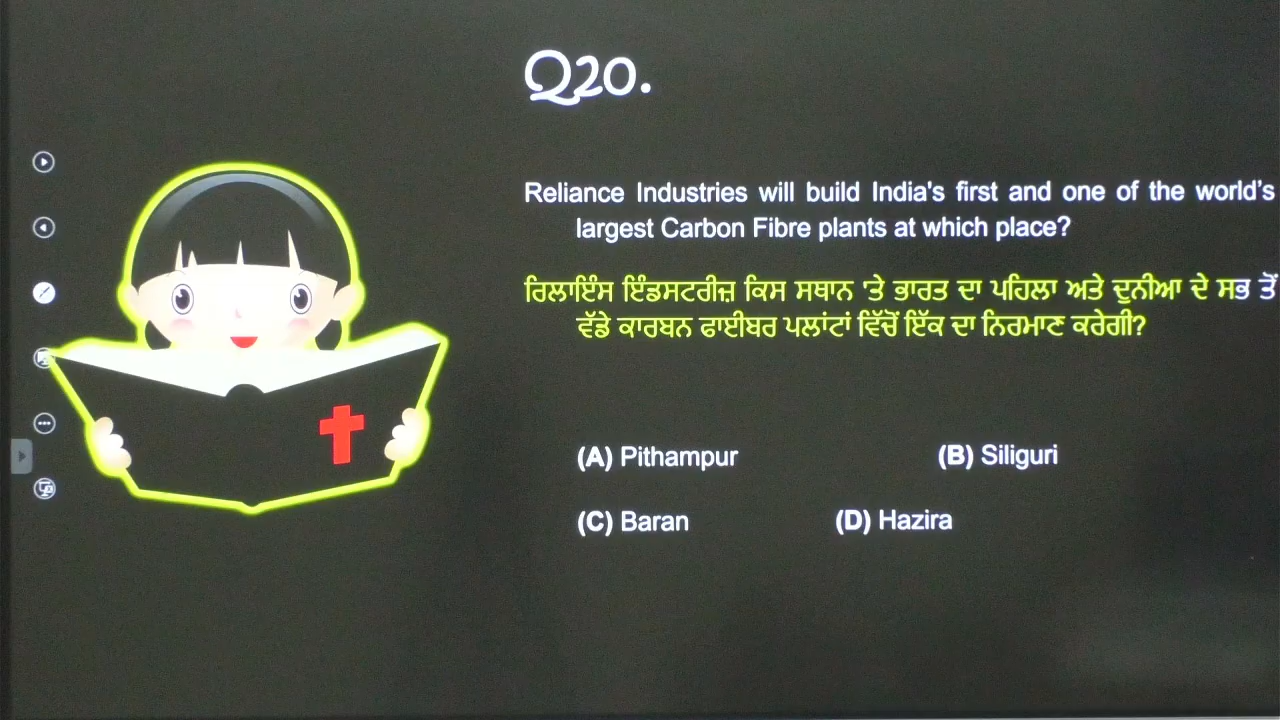 Q20.
Reliance Industries will build India's first and one of the world's
largest Carbon Fibre plants at which place?
ਰਿਲਾਇੰਸ ਇੰਡਸਟਰੀਜ਼ ਕਿਸ ਸਥਾਨ 'ਤੇ ਭਾਰਤ ਦਾ ਪਹਿਲਾ ਅਤੇ ਦੁਨੀਆ ਦੇ ਸਭ ਤੋਂ
ਵੱਡੇ ਕਾਰਬਨ ਫਾਈਬਰ ਪਲਾਂਟਾਂ ਵਿੱਚੋਂ ਇੱਕ ਦਾ ਨਿਰਮਾਣ ਕਰੇਗੀ?
(A) Pithampur (B) Siliguri
(C) Baran (D) Hazira